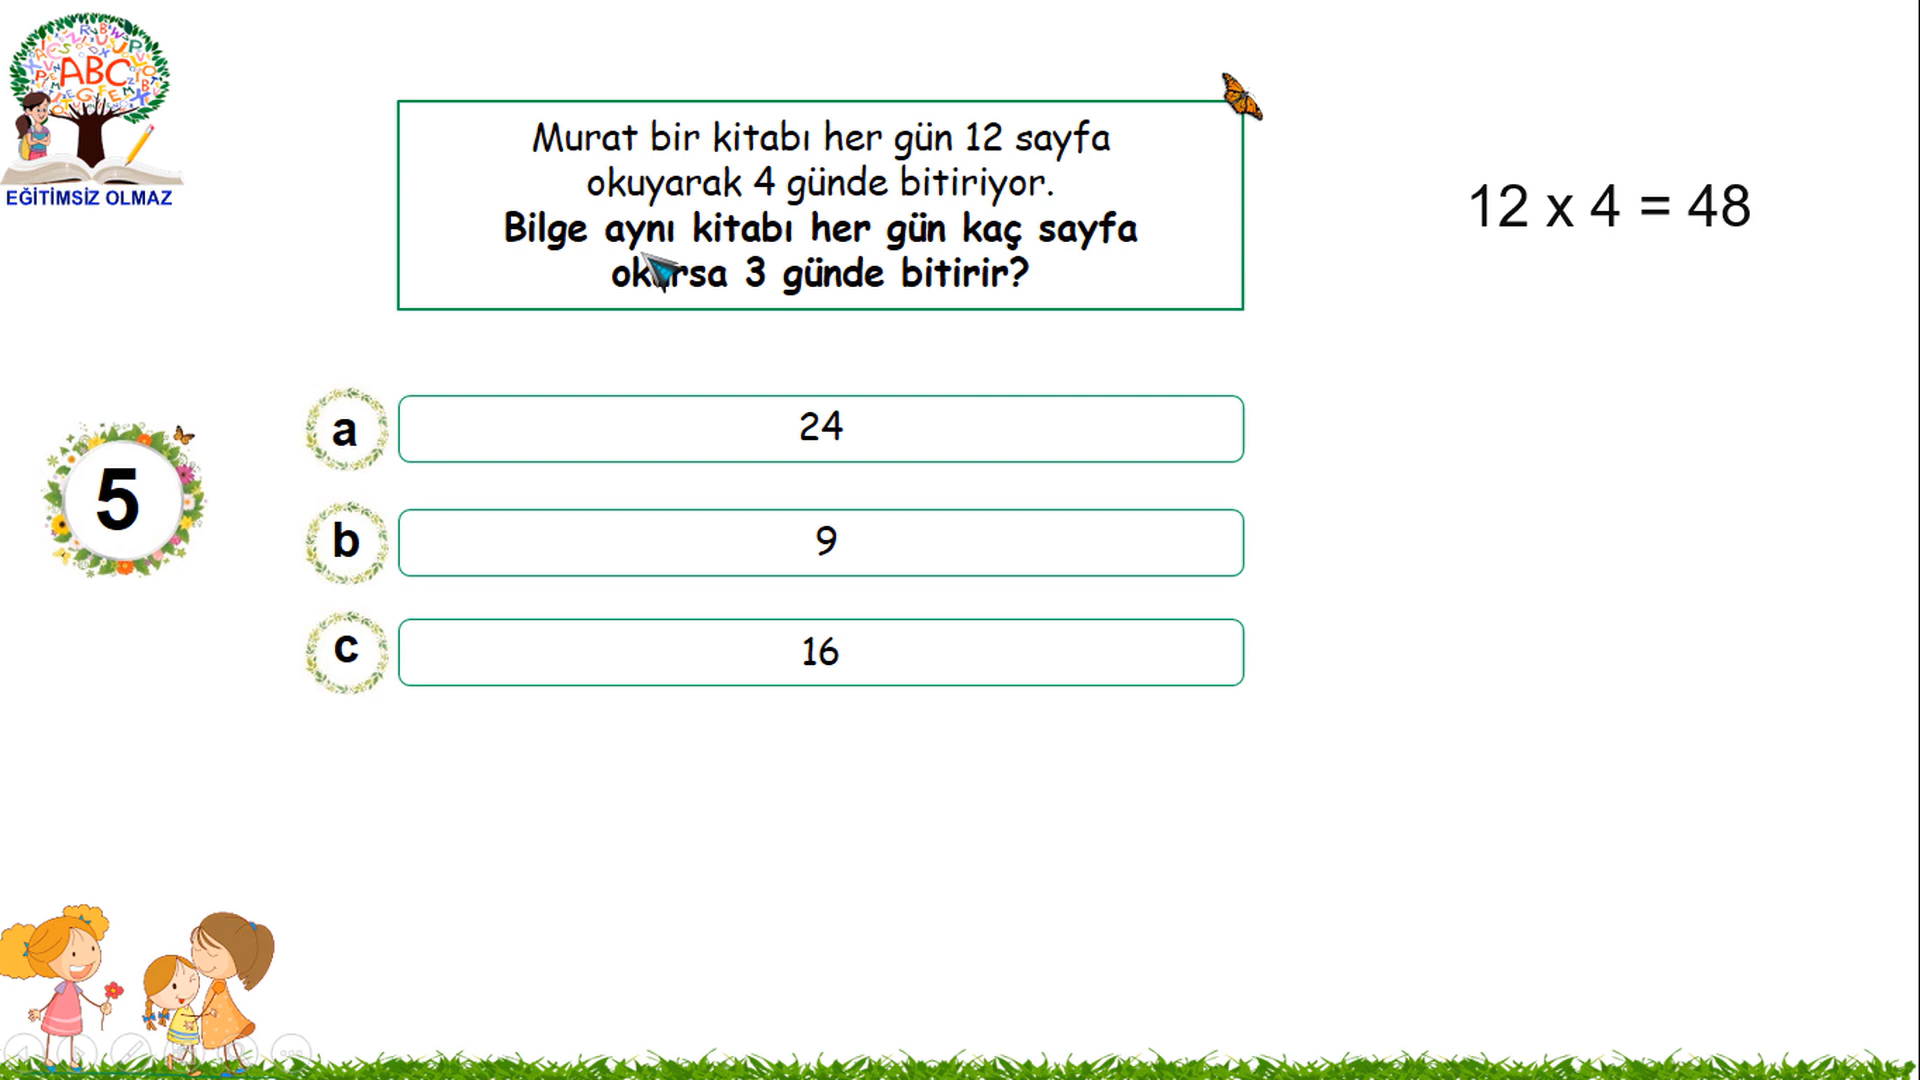 ABC
EĞİTİMSİZ OLMAZ
Murat bir kitabı her gün 12 sayfa
okuyarak 4 günde bitiriyor.
Bilge aynı kitabı her gün kaç sayfa
okursa 3 günde bitirir?
12 x 4 = 48
5
a
24
b
9
c
16